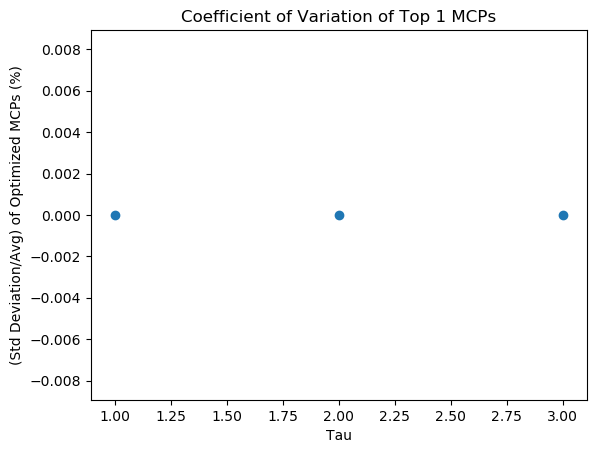 Coefficient of Variation of Top 1 MCPs
(Std Deviation/Avg) of Optimized MCPs (%)
0.008
0.006
0.004
0.002
0.000
−0.002
−0.004
−0.006
−0.008
1.00 1.25 1.50 1.75 2.00 2.25 2.50 2.75 3.00
Tau